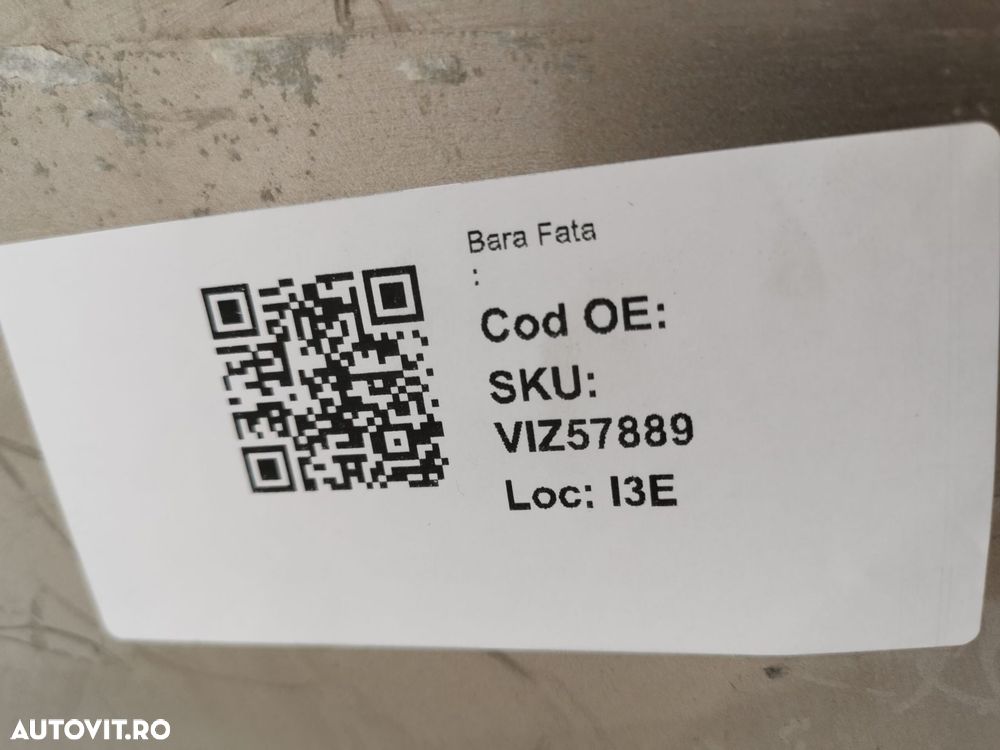 Bara Fata
:
Cod OE:
SKU:
VIZ57889
Loc: I3E
AUTOVIT.RO